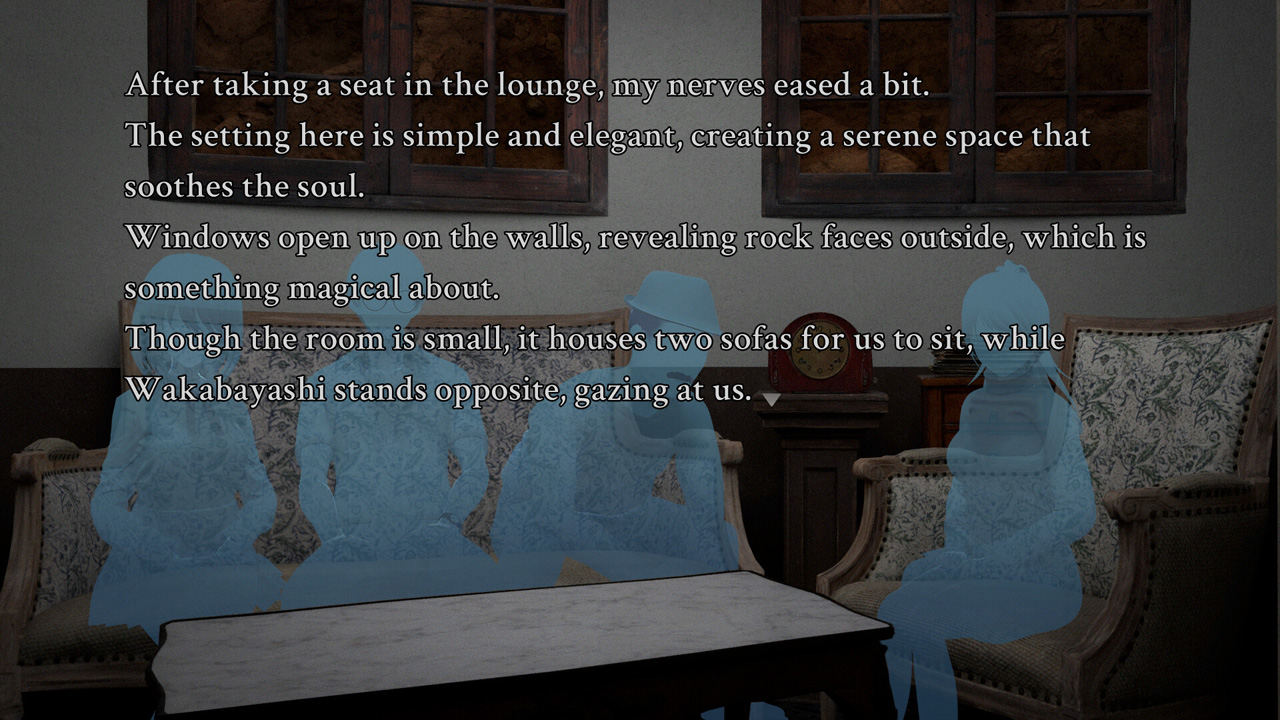 After taking a seat in the lounge, my nerves eased a bit.
The setting here is simple and elegant, creating a serene space that
soothes the soul.
Windows open up on the walls, revealing rock faces outside, which is
something magical about.
Though the room is small, it houses two sofas for us to sit, while
Wakabayashi stands opposite, gazing at us.